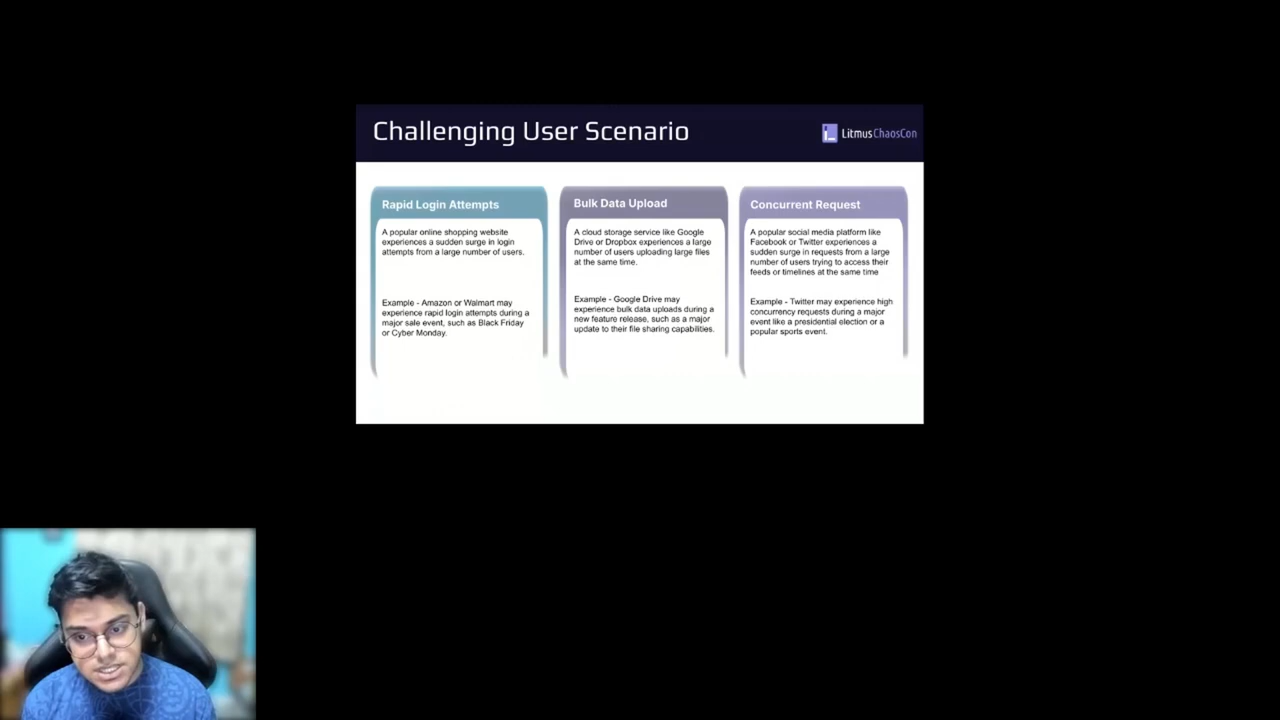 Challenging User Scenario
LitmusChaosCon
Rapid Login Attempts
A popular online shopping website
experiences a sudden surge in login
attempts from a large number of users.
Example - Amazon or Walmart may
experience rapid login attempts during a
major sale event, such as Black Friday
or Cyber Monday.
Bulk Data Upload
A cloud storage service like Google
Drive or Dropbox experiences a large
number of users uploading large files
at the same time.
Example - Google Drive may
experience bulk data uploads during a
new feature release, such as a major
update to their file sharing capabilities.
Concurrent Request
A popular social media platform like
Facebook or Twitter experiences a
sudden surge in requests from a large
number of users trying to access their
feeds or timelines at the same time
Example - Twitter may experience high
concurrency requests during a major
event like a presidential election or a
popular sports event.